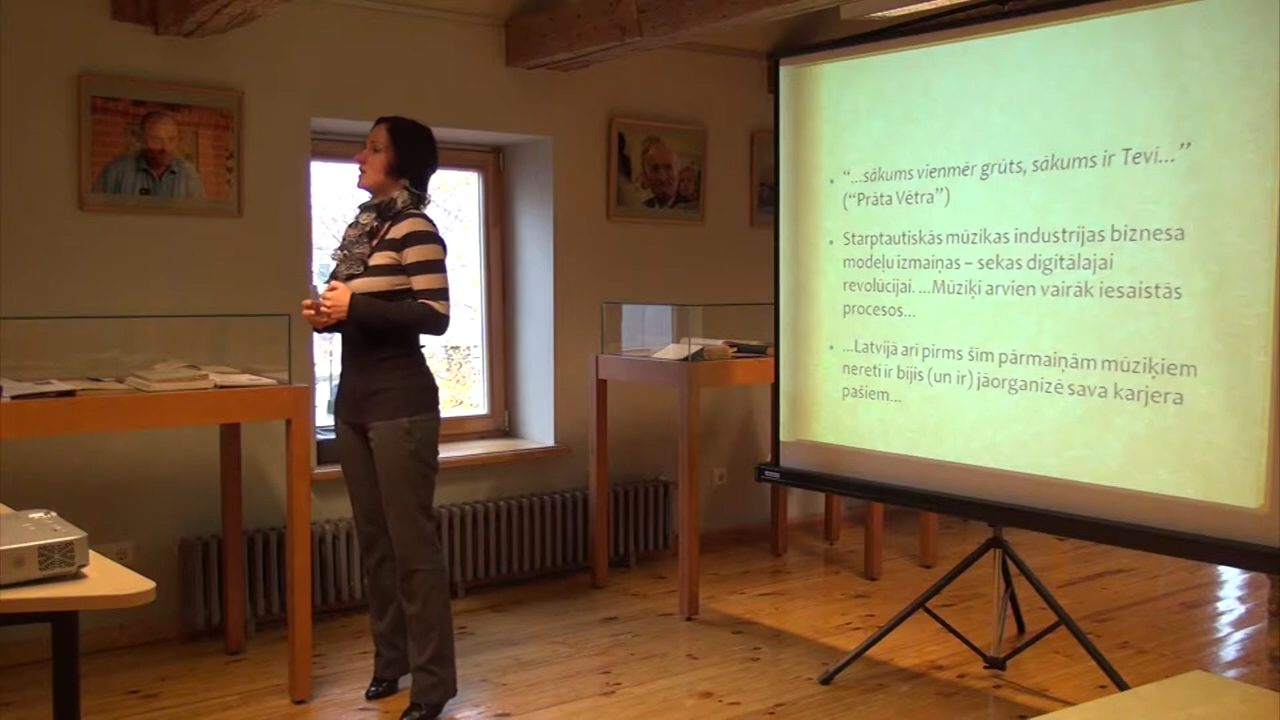 “...sākums vienmēr grūts, sākums ir Tevī...”
(“Prāta Vētra”)
Starptautiskās mūzikas industrijas biznesa
modeļu izmaiņas – sekas digitālajai
revolūcijai. ...Mūziķi arvien vairāk iesaistās
procesos...
...Latvijā arī pirms šīm pārmaiņām mūziķiem
nereti ir bijis (un ir) jāorganizē sava karjera
pašiem...